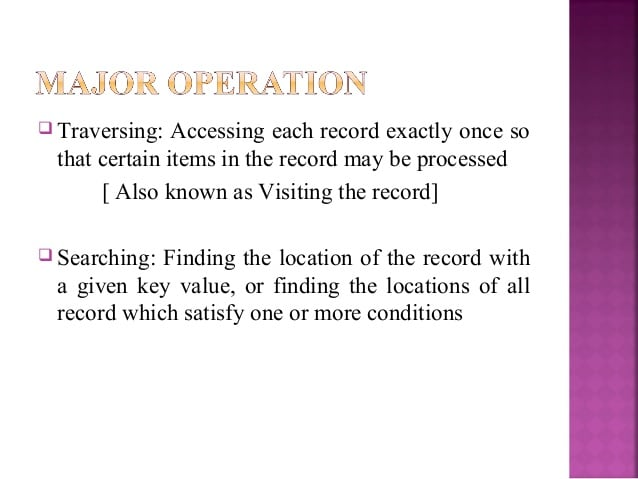 MAJOR OPERATION
Traversing: Accessing each record exactly once so
that certain items in the record may be processed
[ Also known as Visiting the record]
Searching: Finding the location of the record with
a given key value, or finding the locations of all
record which satisfy one or more conditions